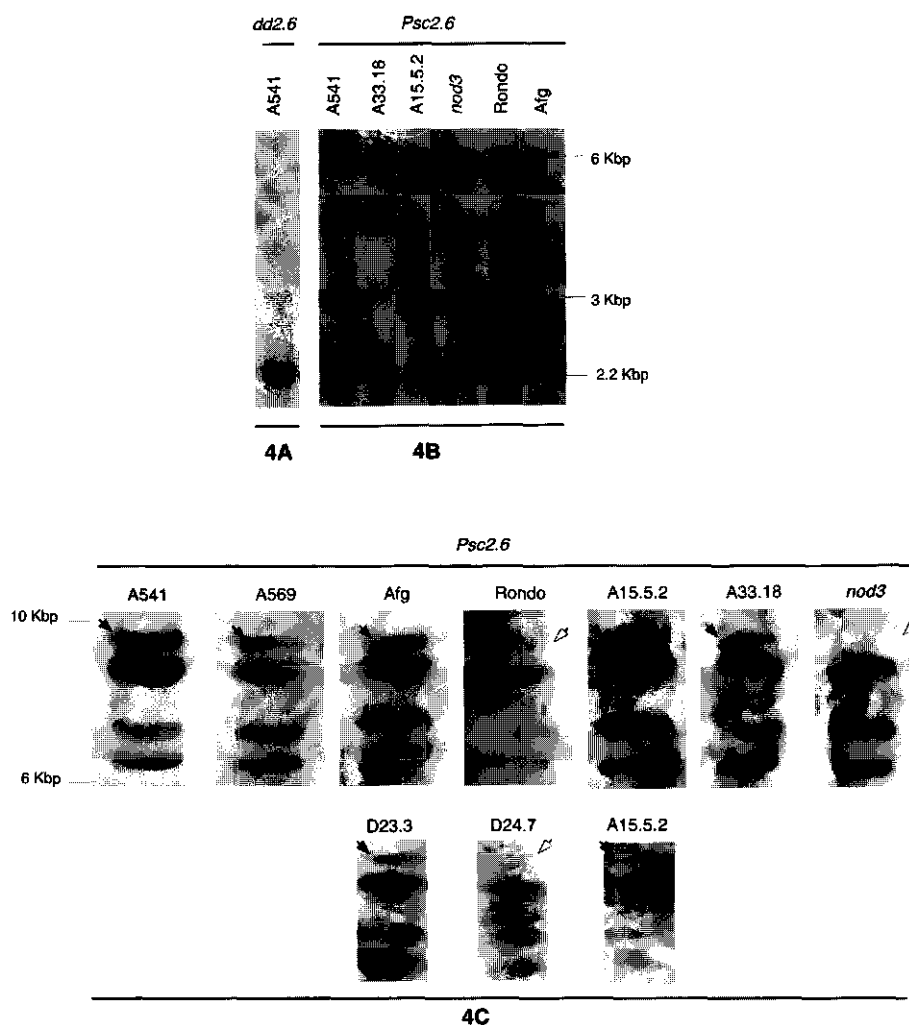 dd2.6 Psc2.6
A541 A541 A33.18 A15.5.2 nod3 Rondo Afg
6 Kbp
3 Kbp
2.2 Kbp
4A 4B
Psc2.6
A541 A569 Afg Rondo A15.5.2 A33.18 nod3
10 Kbp
6 Kbp
D23.3 D24.7 A15.5.2
4C